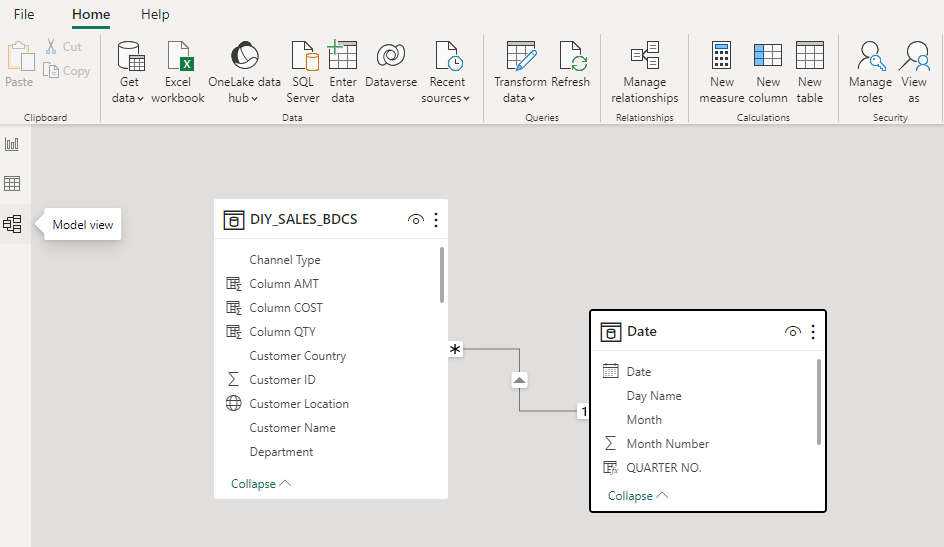 File Home Help
Paste
Cut
Copy
Clipboard
Get data
Excel workbook
OneLake data hub
SQL Server
Enter data
Dataverse
Recent sources
Data
Transform data
Refresh
Queries
Manage relationships
Relationships
New measure
New column
New table
Calculations
Manage roles
View as
Security
Model view
DIY_SALES_BDCS
Channel Type
Column AMT
Column COST
Column QTY
Customer Country
Customer ID
Customer Location
Customer Name
Department
Collapse
*
1
Date
Date
Day Name
Month
Month Number
QUARTER NO.
Collapse